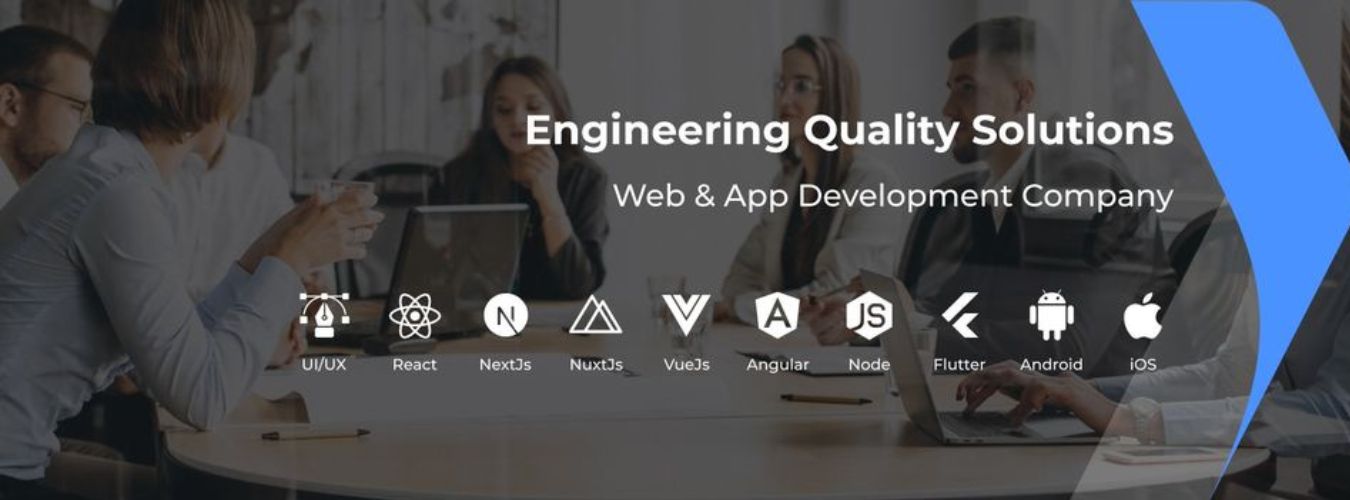 Engineering Quality Solutions
Web & App Development Company
UI/UX React NextJs NuxtJs VueJs Angular Node Flutter Android iOS